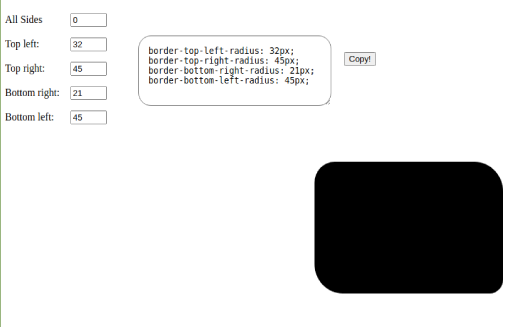 All Sides 0
Top left: 32
Top right: 45
Bottom right: 21
Bottom left: 45
border-top-left-radius: 32px;
border-top-right-radius: 45px;
border-bottom-right-radius: 21px;
border-bottom-left-radius: 45px;
Copy!